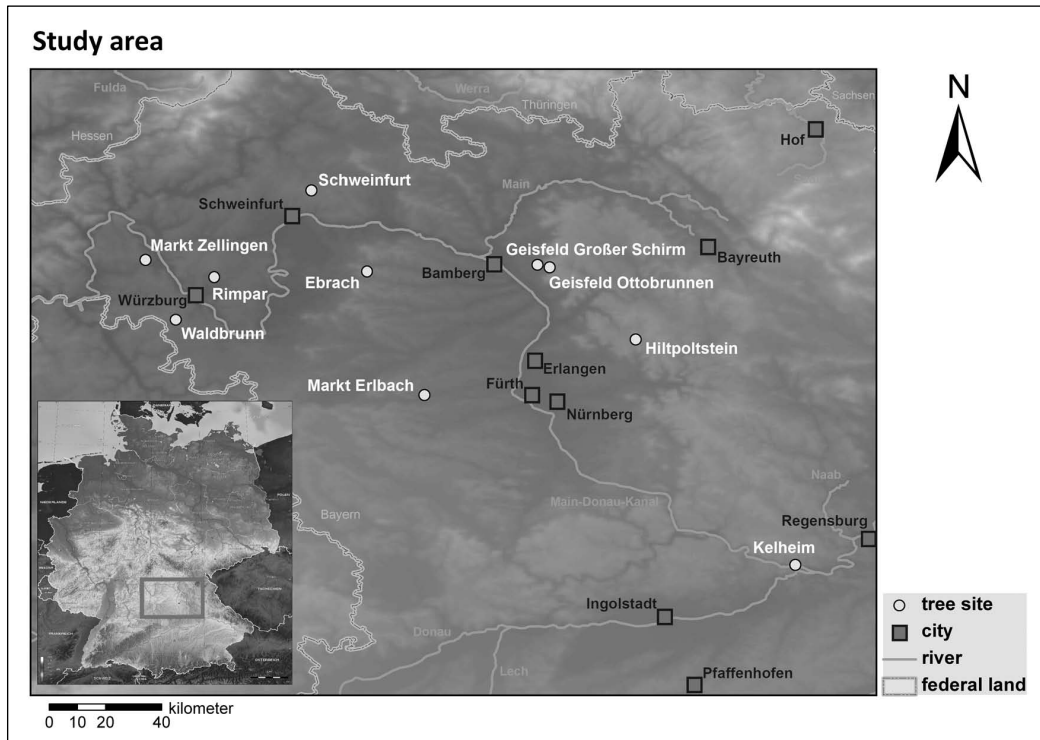 Study area
Fulda
Werra
Thüringen
Sachsen
Hessen
N
Hof
Schweinfurt
Main
Schweinfurt
Markt Zellingen
Geisfeld Großer Schirm
Bayreuth
Bamberg
Ebrach
Geisfeld Ottobrunnen
Rimpar
Würzburg
Waldbrunn
Hiltpoltstein
Erlangen
Markt Erlbach
Fürth
Nürnberg
Naab
Main-Donau-Kanal
Bayern
Regensburg
Kelheim
Ingolstadt
Donau
Lech
Pfaffenhofen
tree site
city
river
federal land
kilometer
0 10 20 40